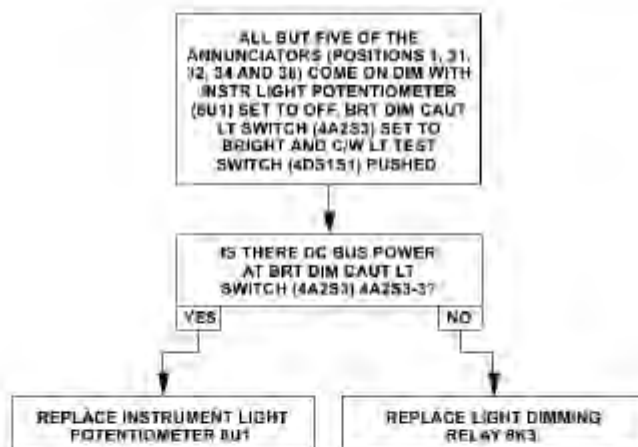 ALL BUT FIVE OF THE
ANNUNCIATORS (POSITIONS 1, 31,
32, 34 AND 38) COME ON DIM WITH
INSTR LIGHT POTENTIOMETER
(8U1) SET TO OFF, BRT DIM CAUT
LT SWITCH (4A2S3) SET TO
BRIGHT AND C/W LT TEST
SWITCH (4DS1S1) PUSHED
IS THERE DC BUS POWER
AT BRT DIM CAUT LT
SWITCH (4A2S3) 4A2S3-3?
YES
NO
REPLACE INSTRUMENT LIGHT
POTENTIOMETER 8U1
REPLACE LIGHT DIMMING
RELAY